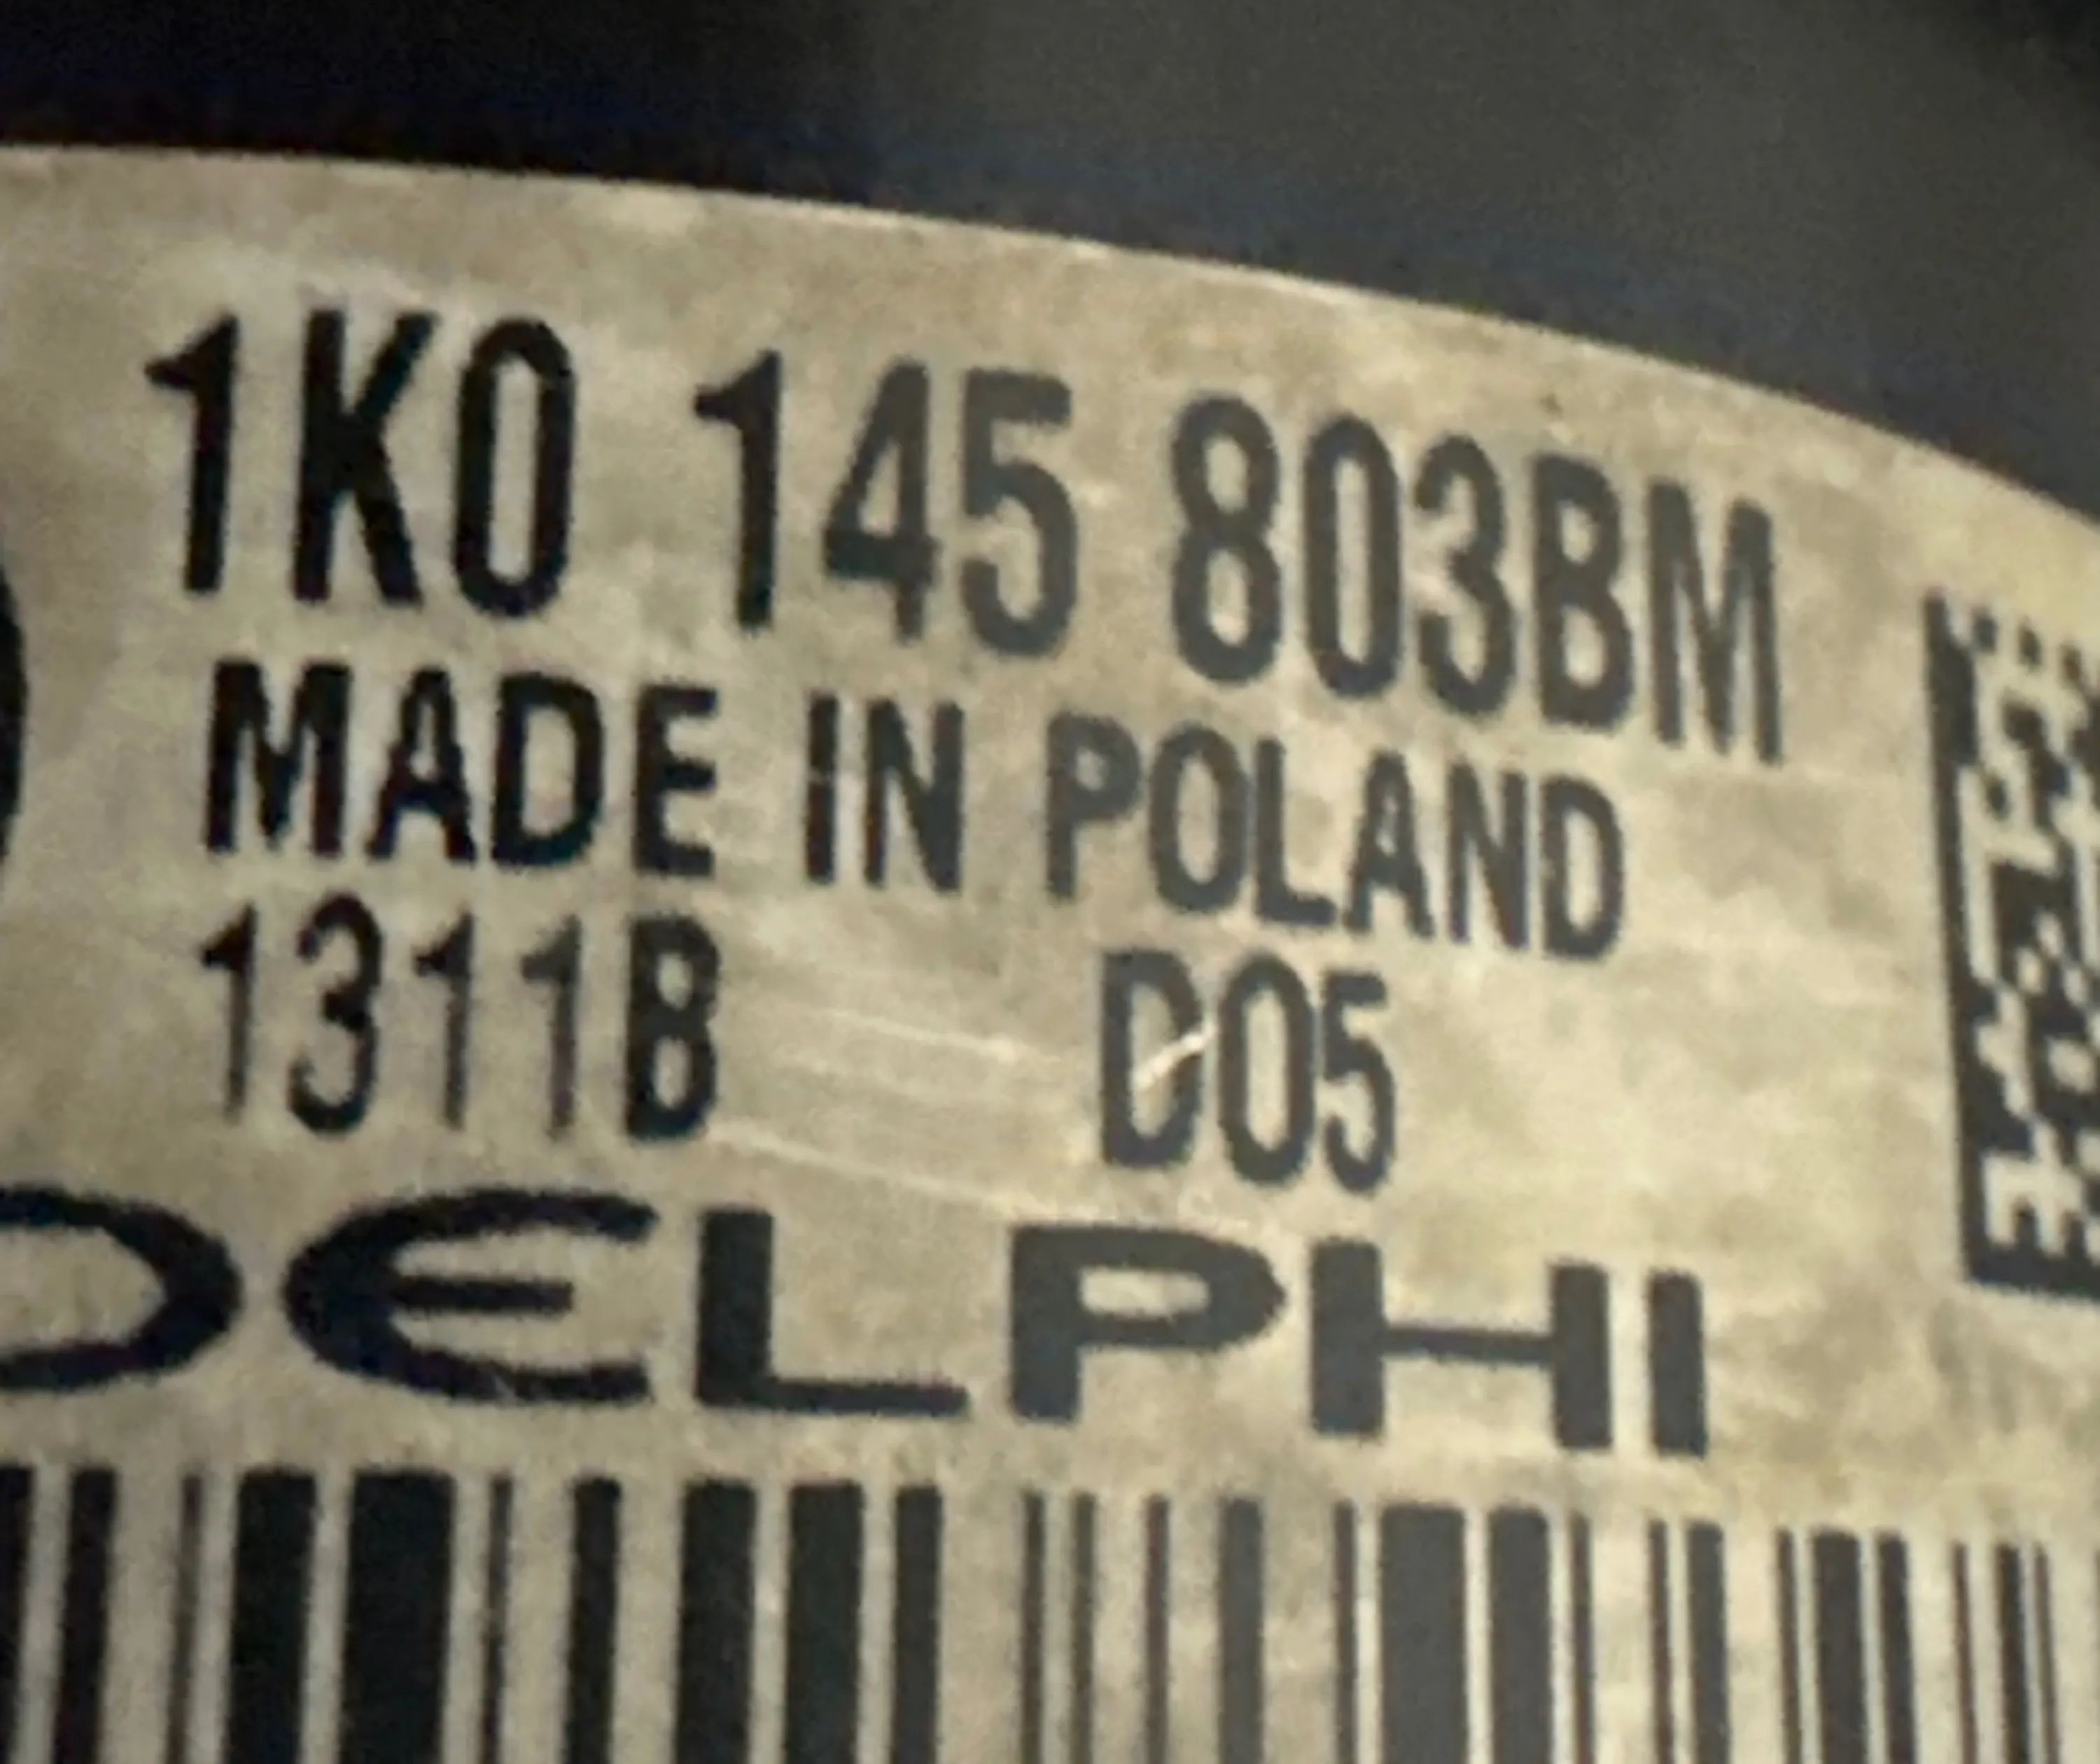 1K0 145 803BM
MADE IN POLAND
1311B D05
DELPHI